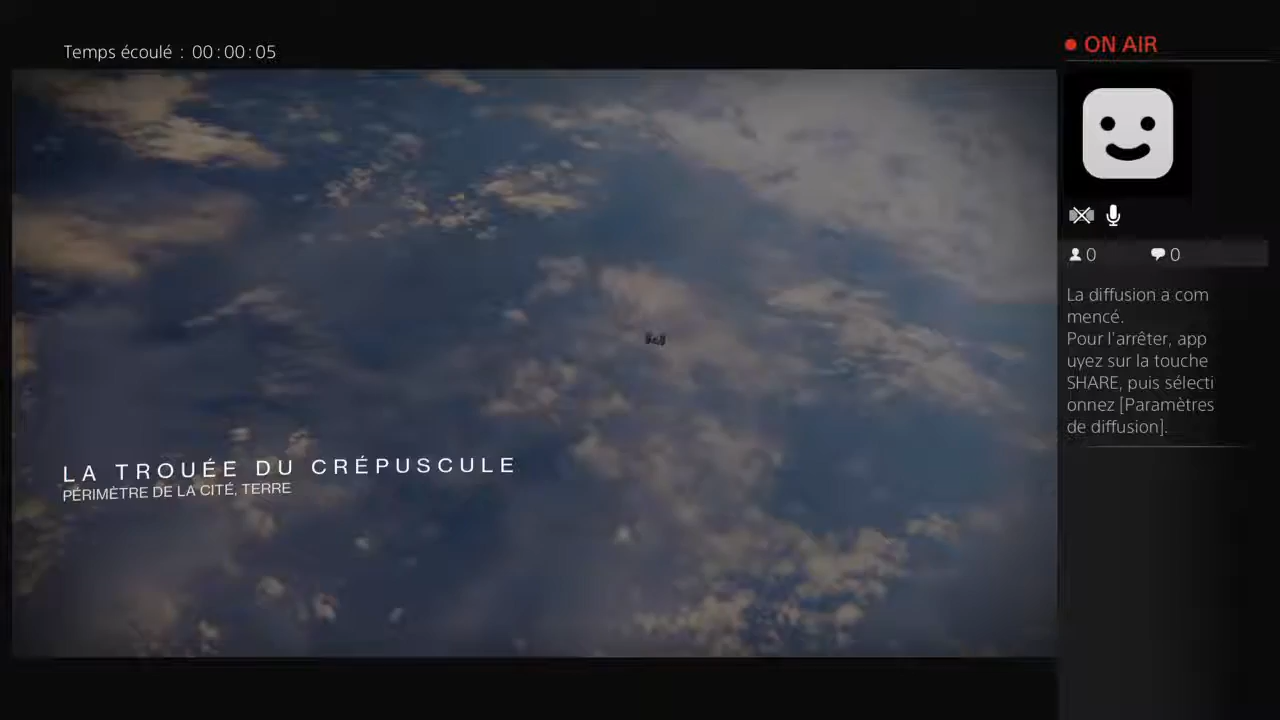 Temps écoulé : 00:00:05
ON AIR
0 0
La diffusion a com
mencé.
Pour l'arrêter, app
uyez sur la touche
SHARE, puis sélecti
onnez [Paramètres
de diffusion].
LA TROUÉE DU CRÉPUSCULE
PÉRIMÈTRE DE LA CITÉ, TERRE